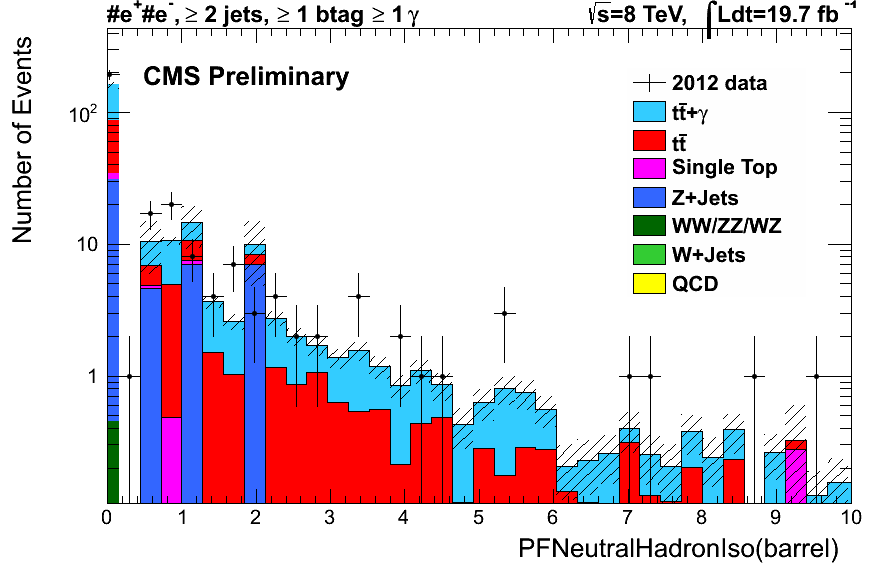 #e⁺#e⁻, ≥ 2 jets, ≥ 1 btag ≥ 1 γ
√s=8 TeV, ∫Ldt=19.7 fb⁻¹
CMS Preliminary
2012 data
tt̄+γ
tt̄
Single Top
Z+Jets
WW/ZZ/WZ
W+Jets
QCD
Number of Events
10²
10
1
0 1 2 3 4 5 6 7 8 9 10
PFNeutralHadronIso(barrel)